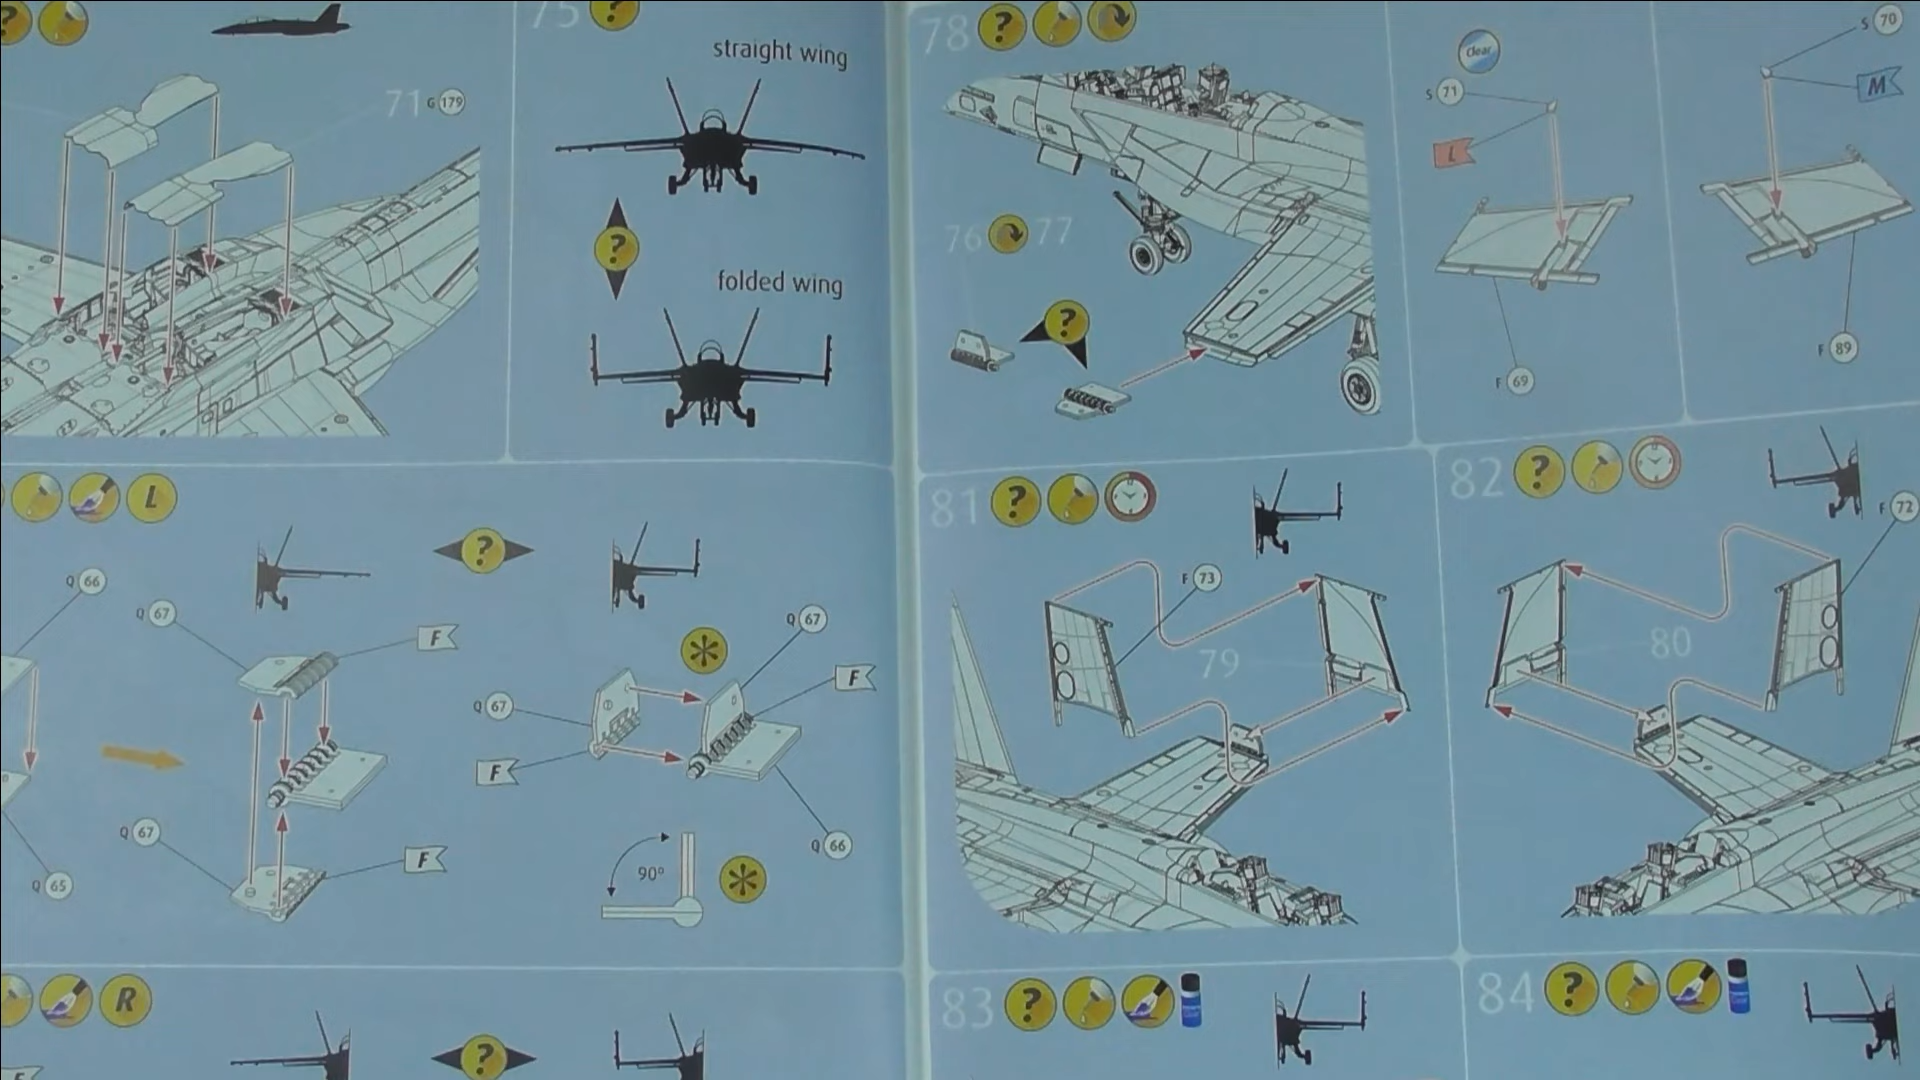 ?
71 G 179
75 ?
straight wing
?
folded wing
L
Q 66
Q 67
F
?
Q 67
Q 67
F
F
Q 67
F
Q 65
Q 66
90°
R
?
78 ?
76 77
?
Clear
S 71
L
F 69
S 70
M
F 89
81 ?
F 73
79
82 ?
F 72
80
83 ?
84 ?